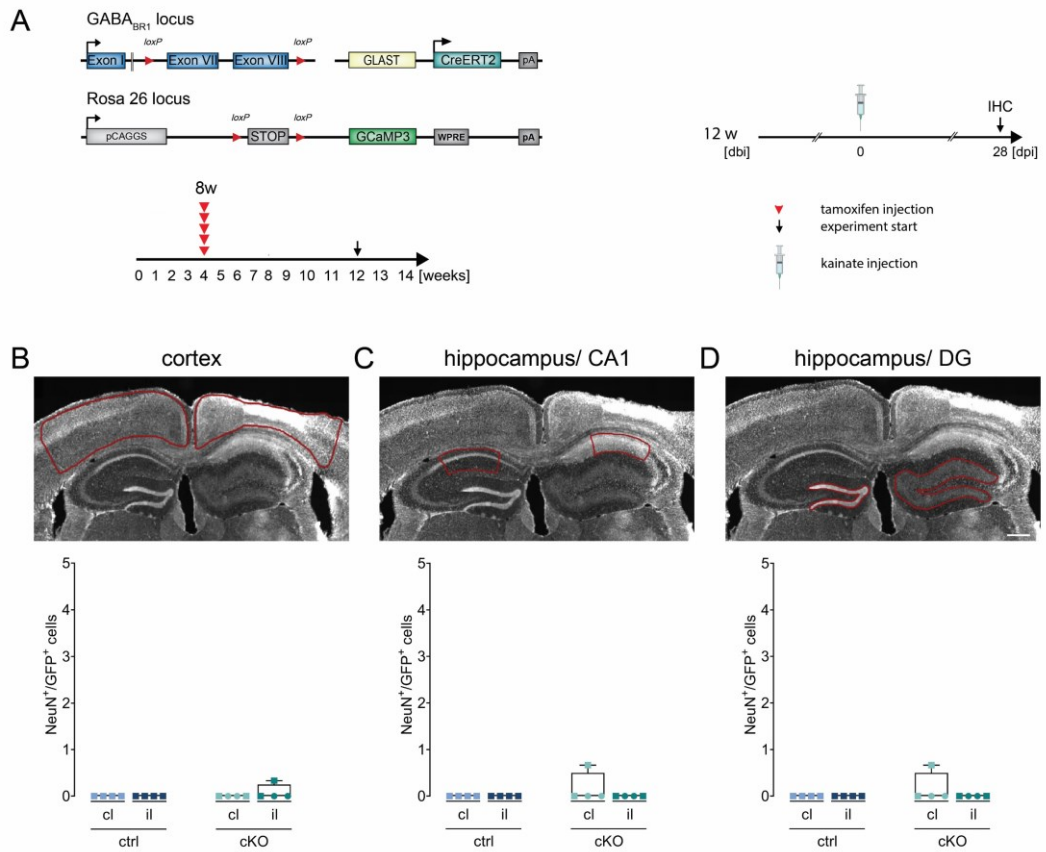 A
GABA_BR1 locus
loxP loxP
Exon I Exon VII Exon VIII GLAST CreERT2 pA
Rosa 26 locus
loxP loxP
pCAGGS STOP GCaMP3 WPRE pA
8w
0 1 2 3 4 5 6 7 8 9 10 11 12 13 14 [weeks]
IHC
12 w
[dbi] 0 28 [dpi]
tamoxifen injection
experiment start
kainate injection
B cortex
C hippocampus/ CA1
D hippocampus/ DG
NeuN⁺/GFP⁺ cells
5
4
3
2
1
0
cl il cl il
ctrl cKO
NeuN⁺/GFP⁺ cells
5
4
3
2
1
0
cl il cl il
ctrl cKO
NeuN⁺/GFP⁺ cells
5
4
3
2
1
0
cl il cl il
ctrl cKO